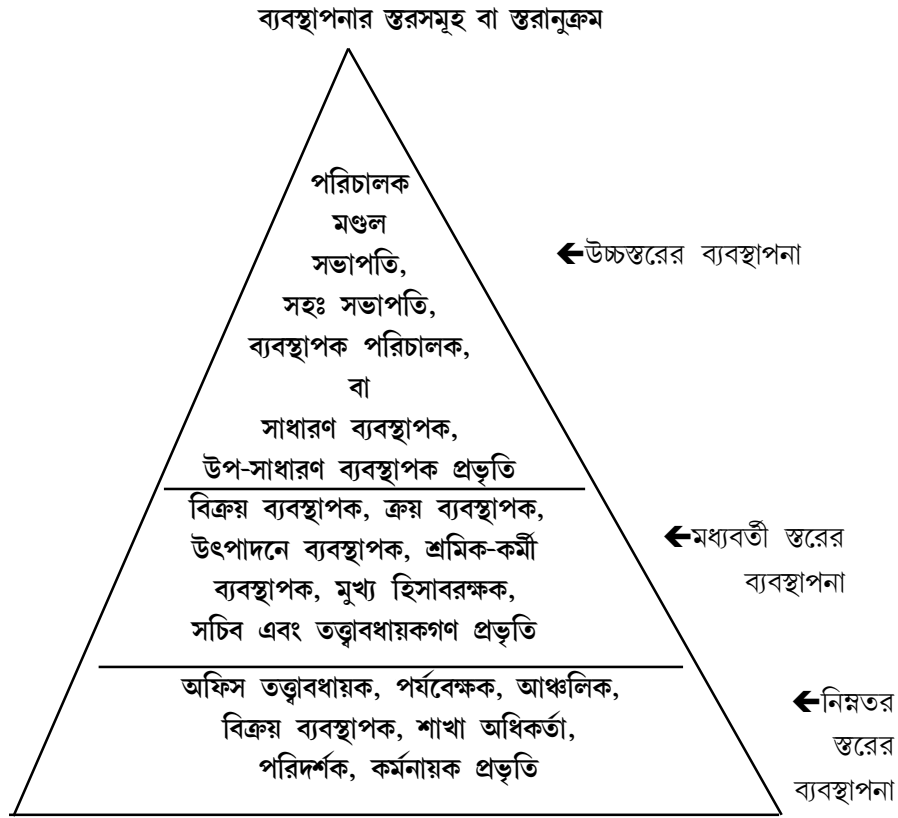 ব্যবস্থাপনার স্তরসমূহ বা স্তরানুক্রম
পরিচালক
মণ্ডল
সভাপতি,
সহঃ সভাপতি,
ব্যবস্থাপক পরিচালক,
বা
সাধারণ ব্যবস্থাপক,
উপ-সাধারণ ব্যবস্থাপক প্রভৃতি
←উচ্চস্তরের ব্যবস্থাপনা
বিক্রয় ব্যবস্থাপক, ক্রয় ব্যবস্থাপক,
উৎপাদনে ব্যবস্থাপক, শ্রমিক-কর্মী
ব্যবস্থাপক, মুখ্য হিসাবরক্ষক,
সচিব এবং তত্ত্বাবধায়কগণ প্রভৃতি
←মধ্যবর্তী স্তরের
ব্যবস্থাপনা
অফিস তত্ত্বাবধায়ক, পর্যবেক্ষক, আঞ্চলিক,
বিক্রয় ব্যবস্থাপক, শাখা অধিকর্তা,
পরিদর্শক, কর্মনায়ক প্রভৃতি
←নিম্নতর
স্তরের
ব্যবস্থাপনা